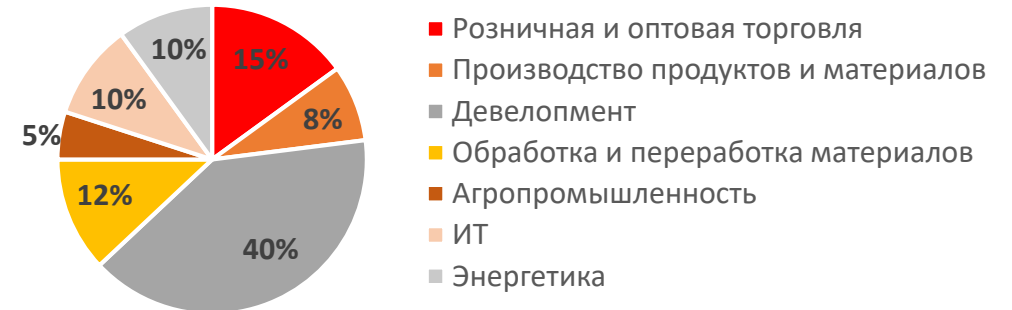 10%
15%
10%
8%
5%
12%
40%
Розничная и оптовая торговля
Производство продуктов и материалов
Девелопмент
Обработка и переработка материалов
Агропромышленность
ИТ
Энергетика